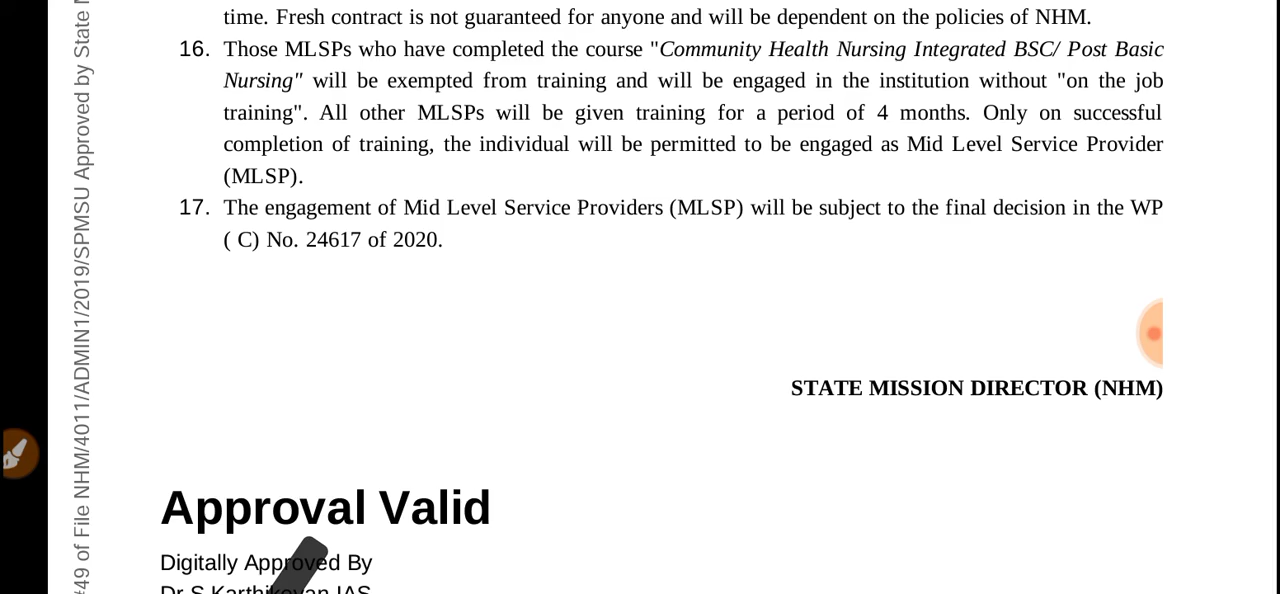 time. Fresh contract is not guaranteed for anyone and will be dependent on the policies of NHM.
16. Those MLSPs who have completed the course "Community Health Nursing Integrated BSC/ Post Basic
Nursing" will be exempted from training and will be engaged in the institution without "on the job
training". All other MLSPs will be given training for a period of 4 months. Only on successful
completion of training, the individual will be permitted to be engaged as Mid Level Service Provider
(MLSP).
17. The engagement of Mid Level Service Providers (MLSP) will be subject to the final decision in the WP
( C) No. 24617 of 2020.
STATE MISSION DIRECTOR (NHM)
Approval Valid
Digitally Approved By
Dr S Karthikeyan IAS
#49 of File NHM/4011/ADMIN1/2019/SPMSU Approved by State